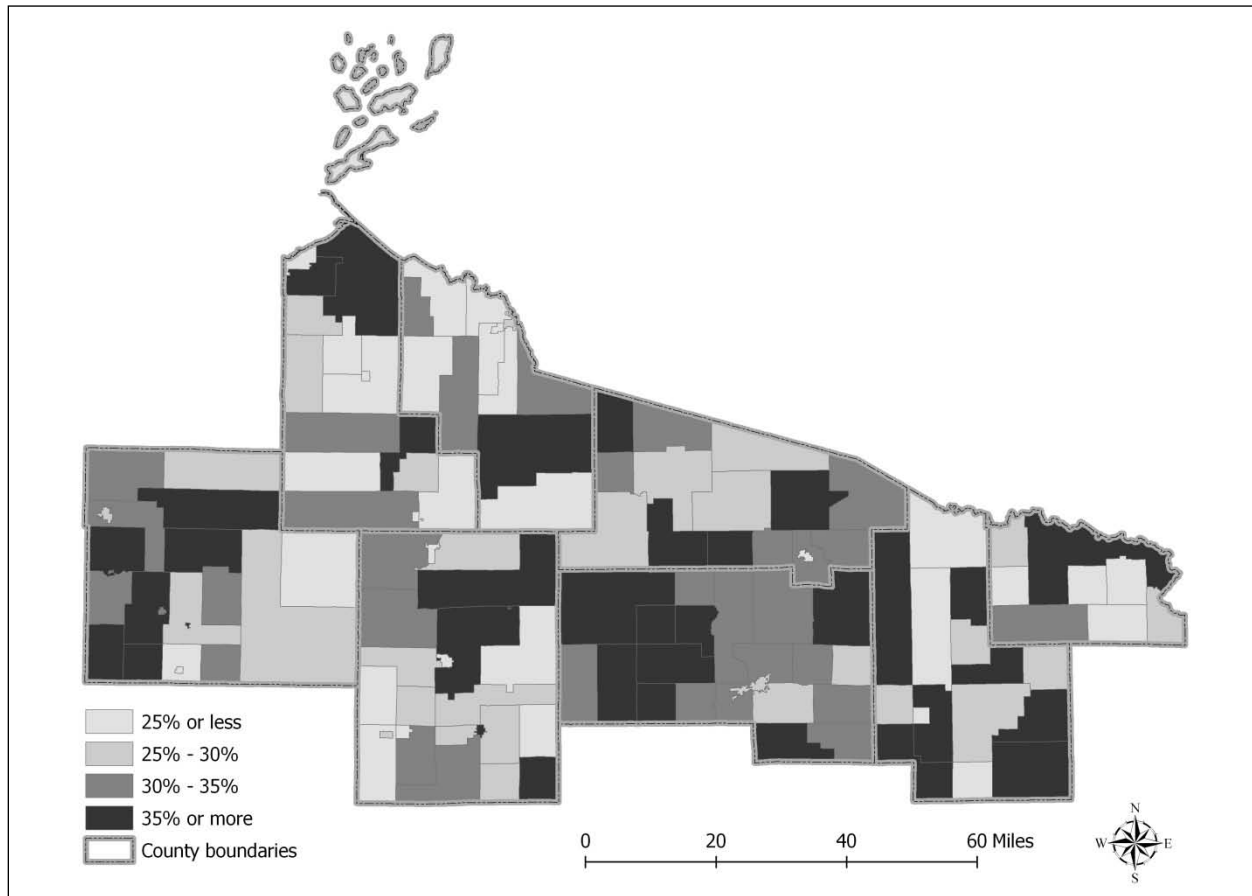 25% or less
25% - 30%
30% - 35%
35% or more
County boundaries
0 20 40 60 Miles
N
W E
S